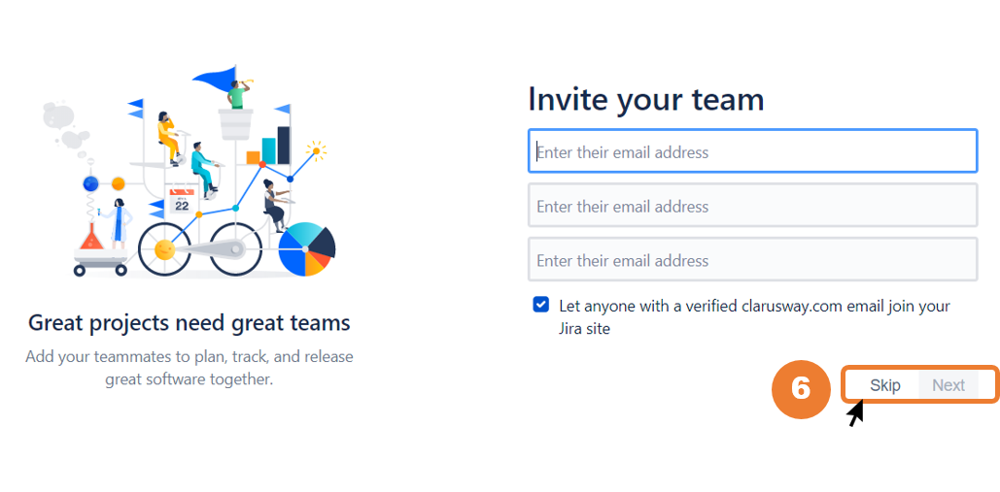 22
Great projects need great teams
Add your teammates to plan, track, and release
great software together.
Invite your team
Enter their email address
Enter their email address
Enter their email address
Let anyone with a verified clarusway.com email join your
Jira site
6
Skip Next